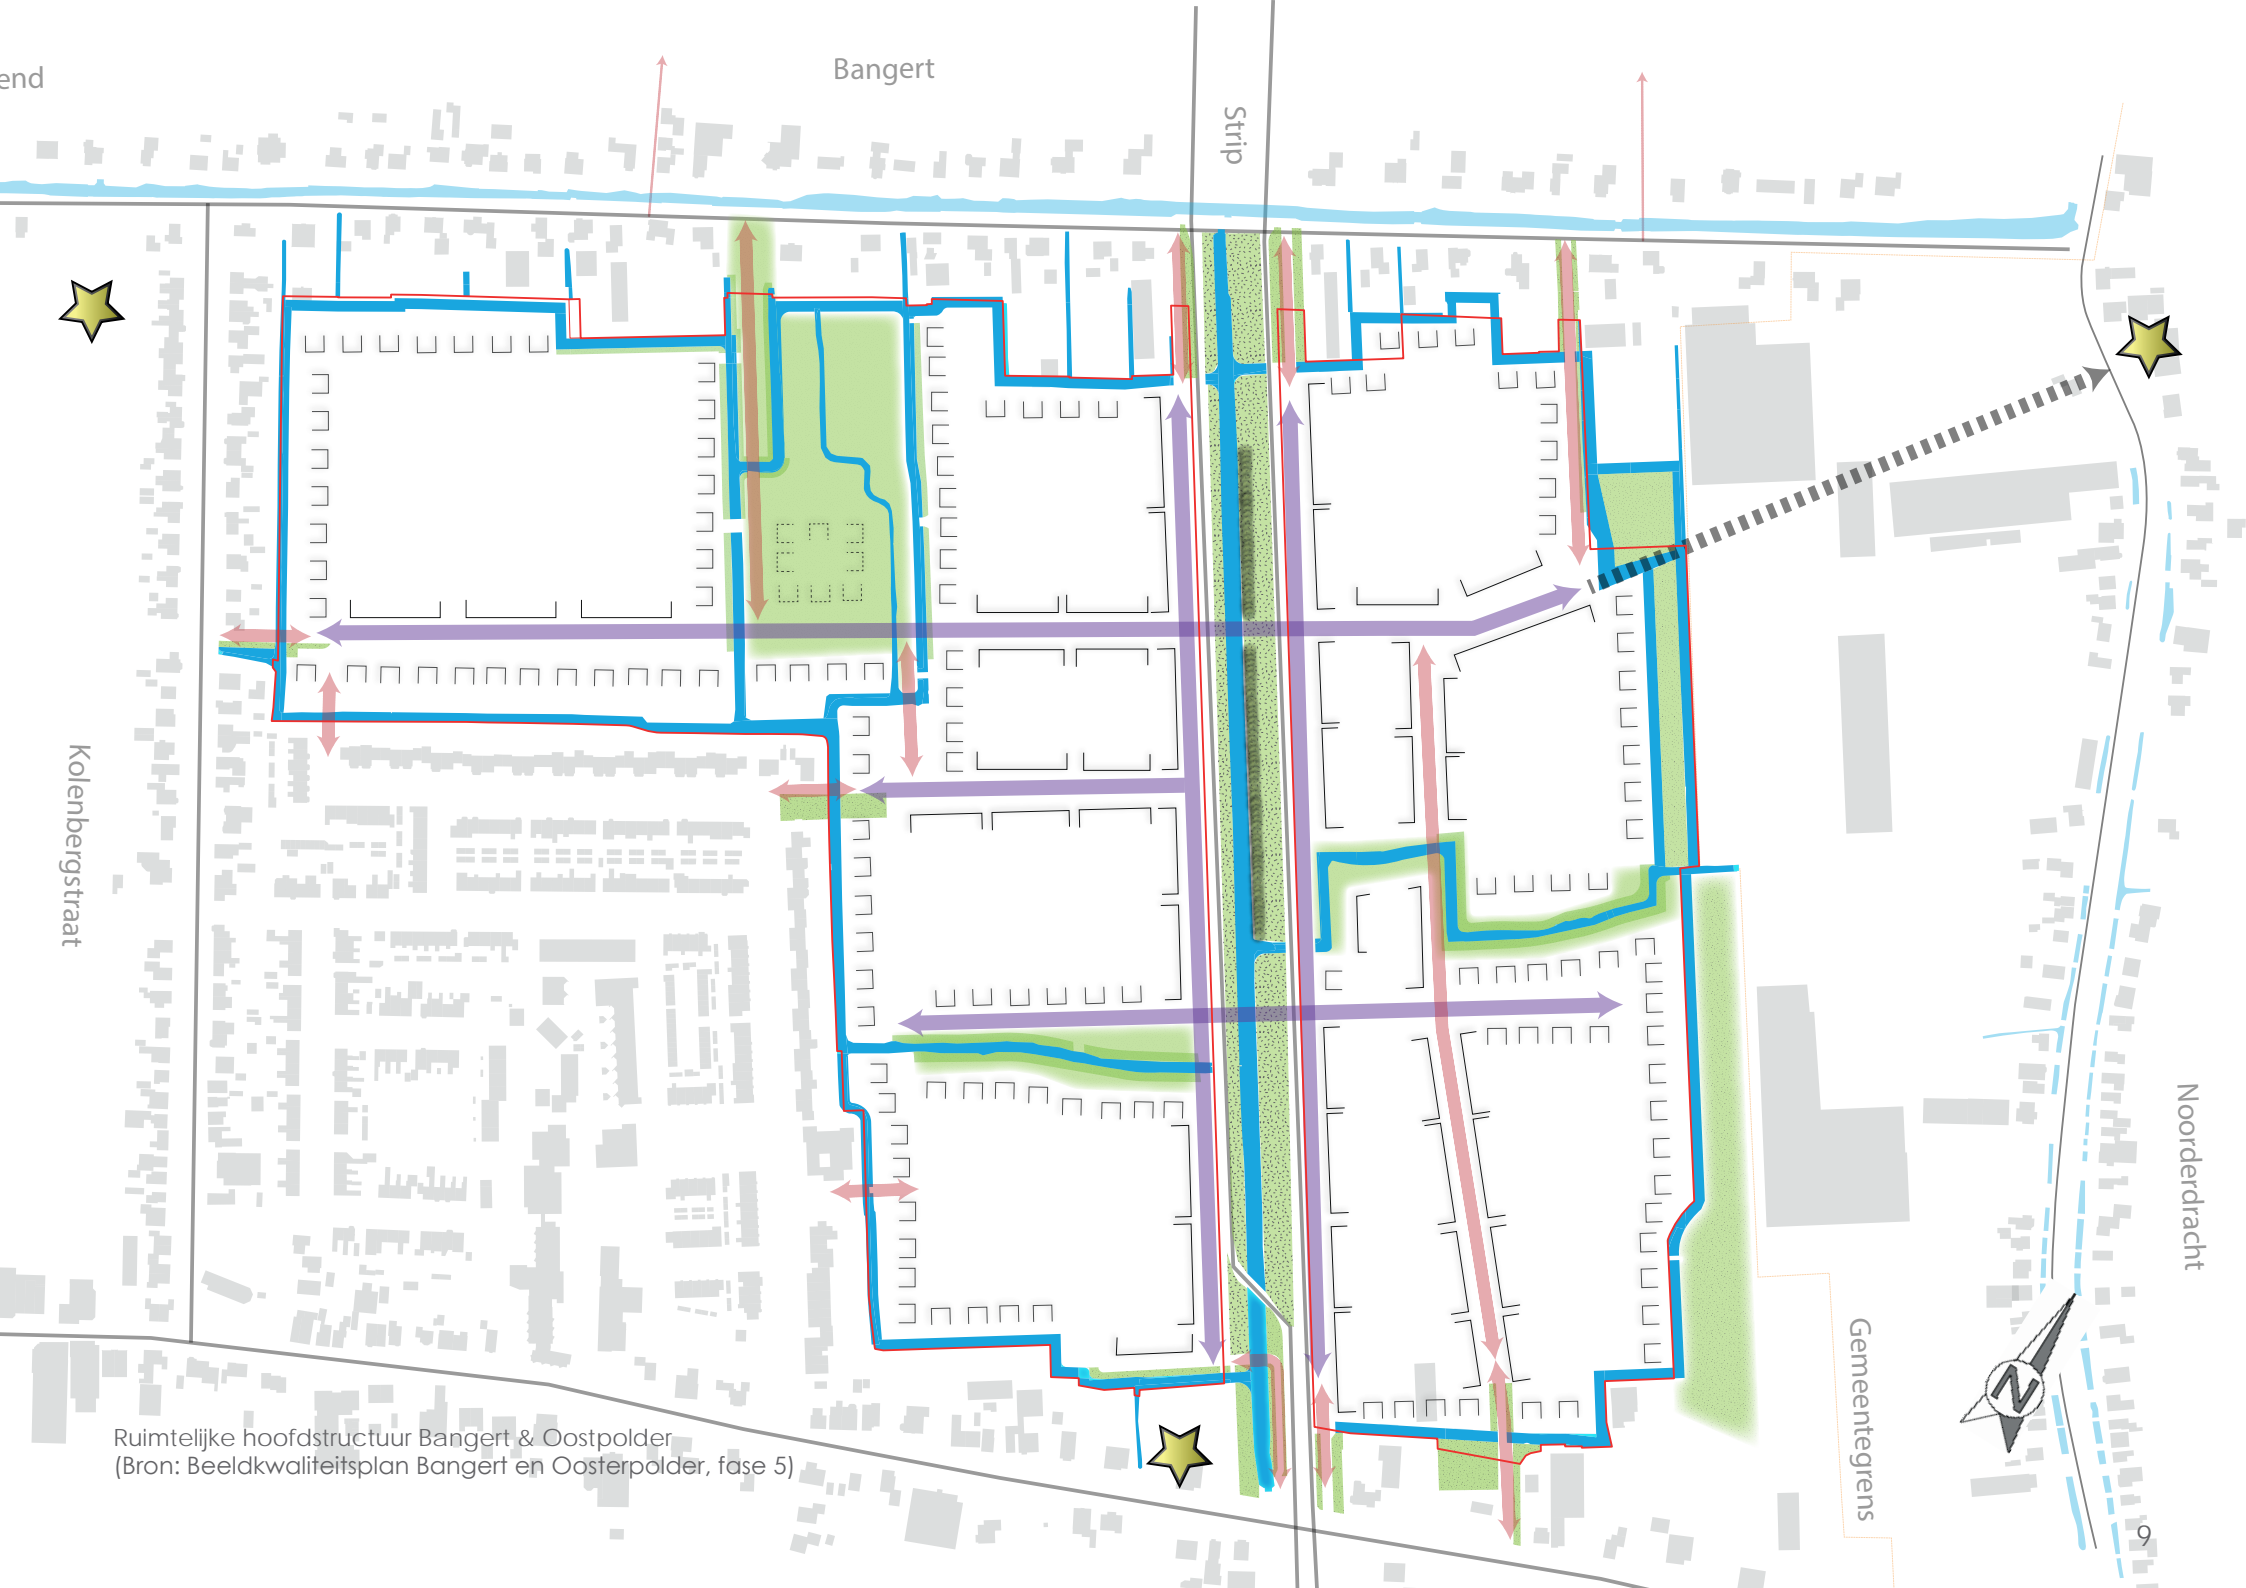 end
Bangert
Strip
Kolenbergstraat
Noorderdracht
Gemeentegrens
N
Ruimtelijke hoofdstructuur Bangert & Oostpolder
(Bron: Beeldkwaliteitsplan Bangert en Oosterpolder, fase 5)
9